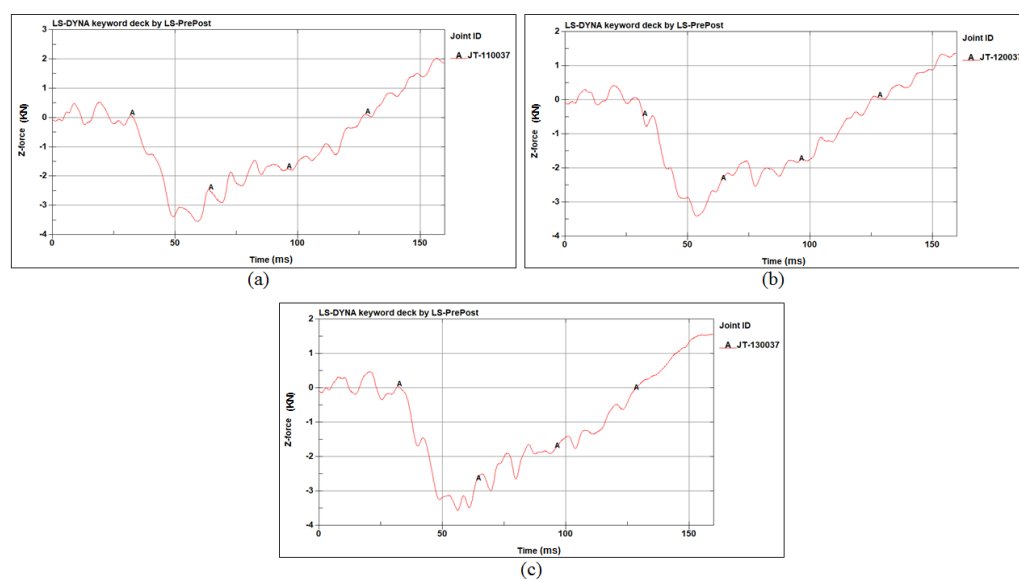 LS-DYNA keyword deck by LS-PrePost
Joint ID
A JT-110037
3
2
1
0
-1
-2
-3
-4
Z-force (KN)
A
A
A
A
0
50
100
150
Time (ms)
(a)
LS-DYNA keyword deck by LS-PrePost
Joint ID
A JT-120037
2
1
0
-1
-2
-3
-4
Z-force (KN)
A
A
A
A
0
50
100
150
Time (ms)
(b)
LS-DYNA keyword deck by LS-PrePost
Joint ID
A JT-130037
2
1
0
-1
-2
-3
-4
Z-force (KN)
A
A
A
A
0
50
100
150
Time (ms)
(c)